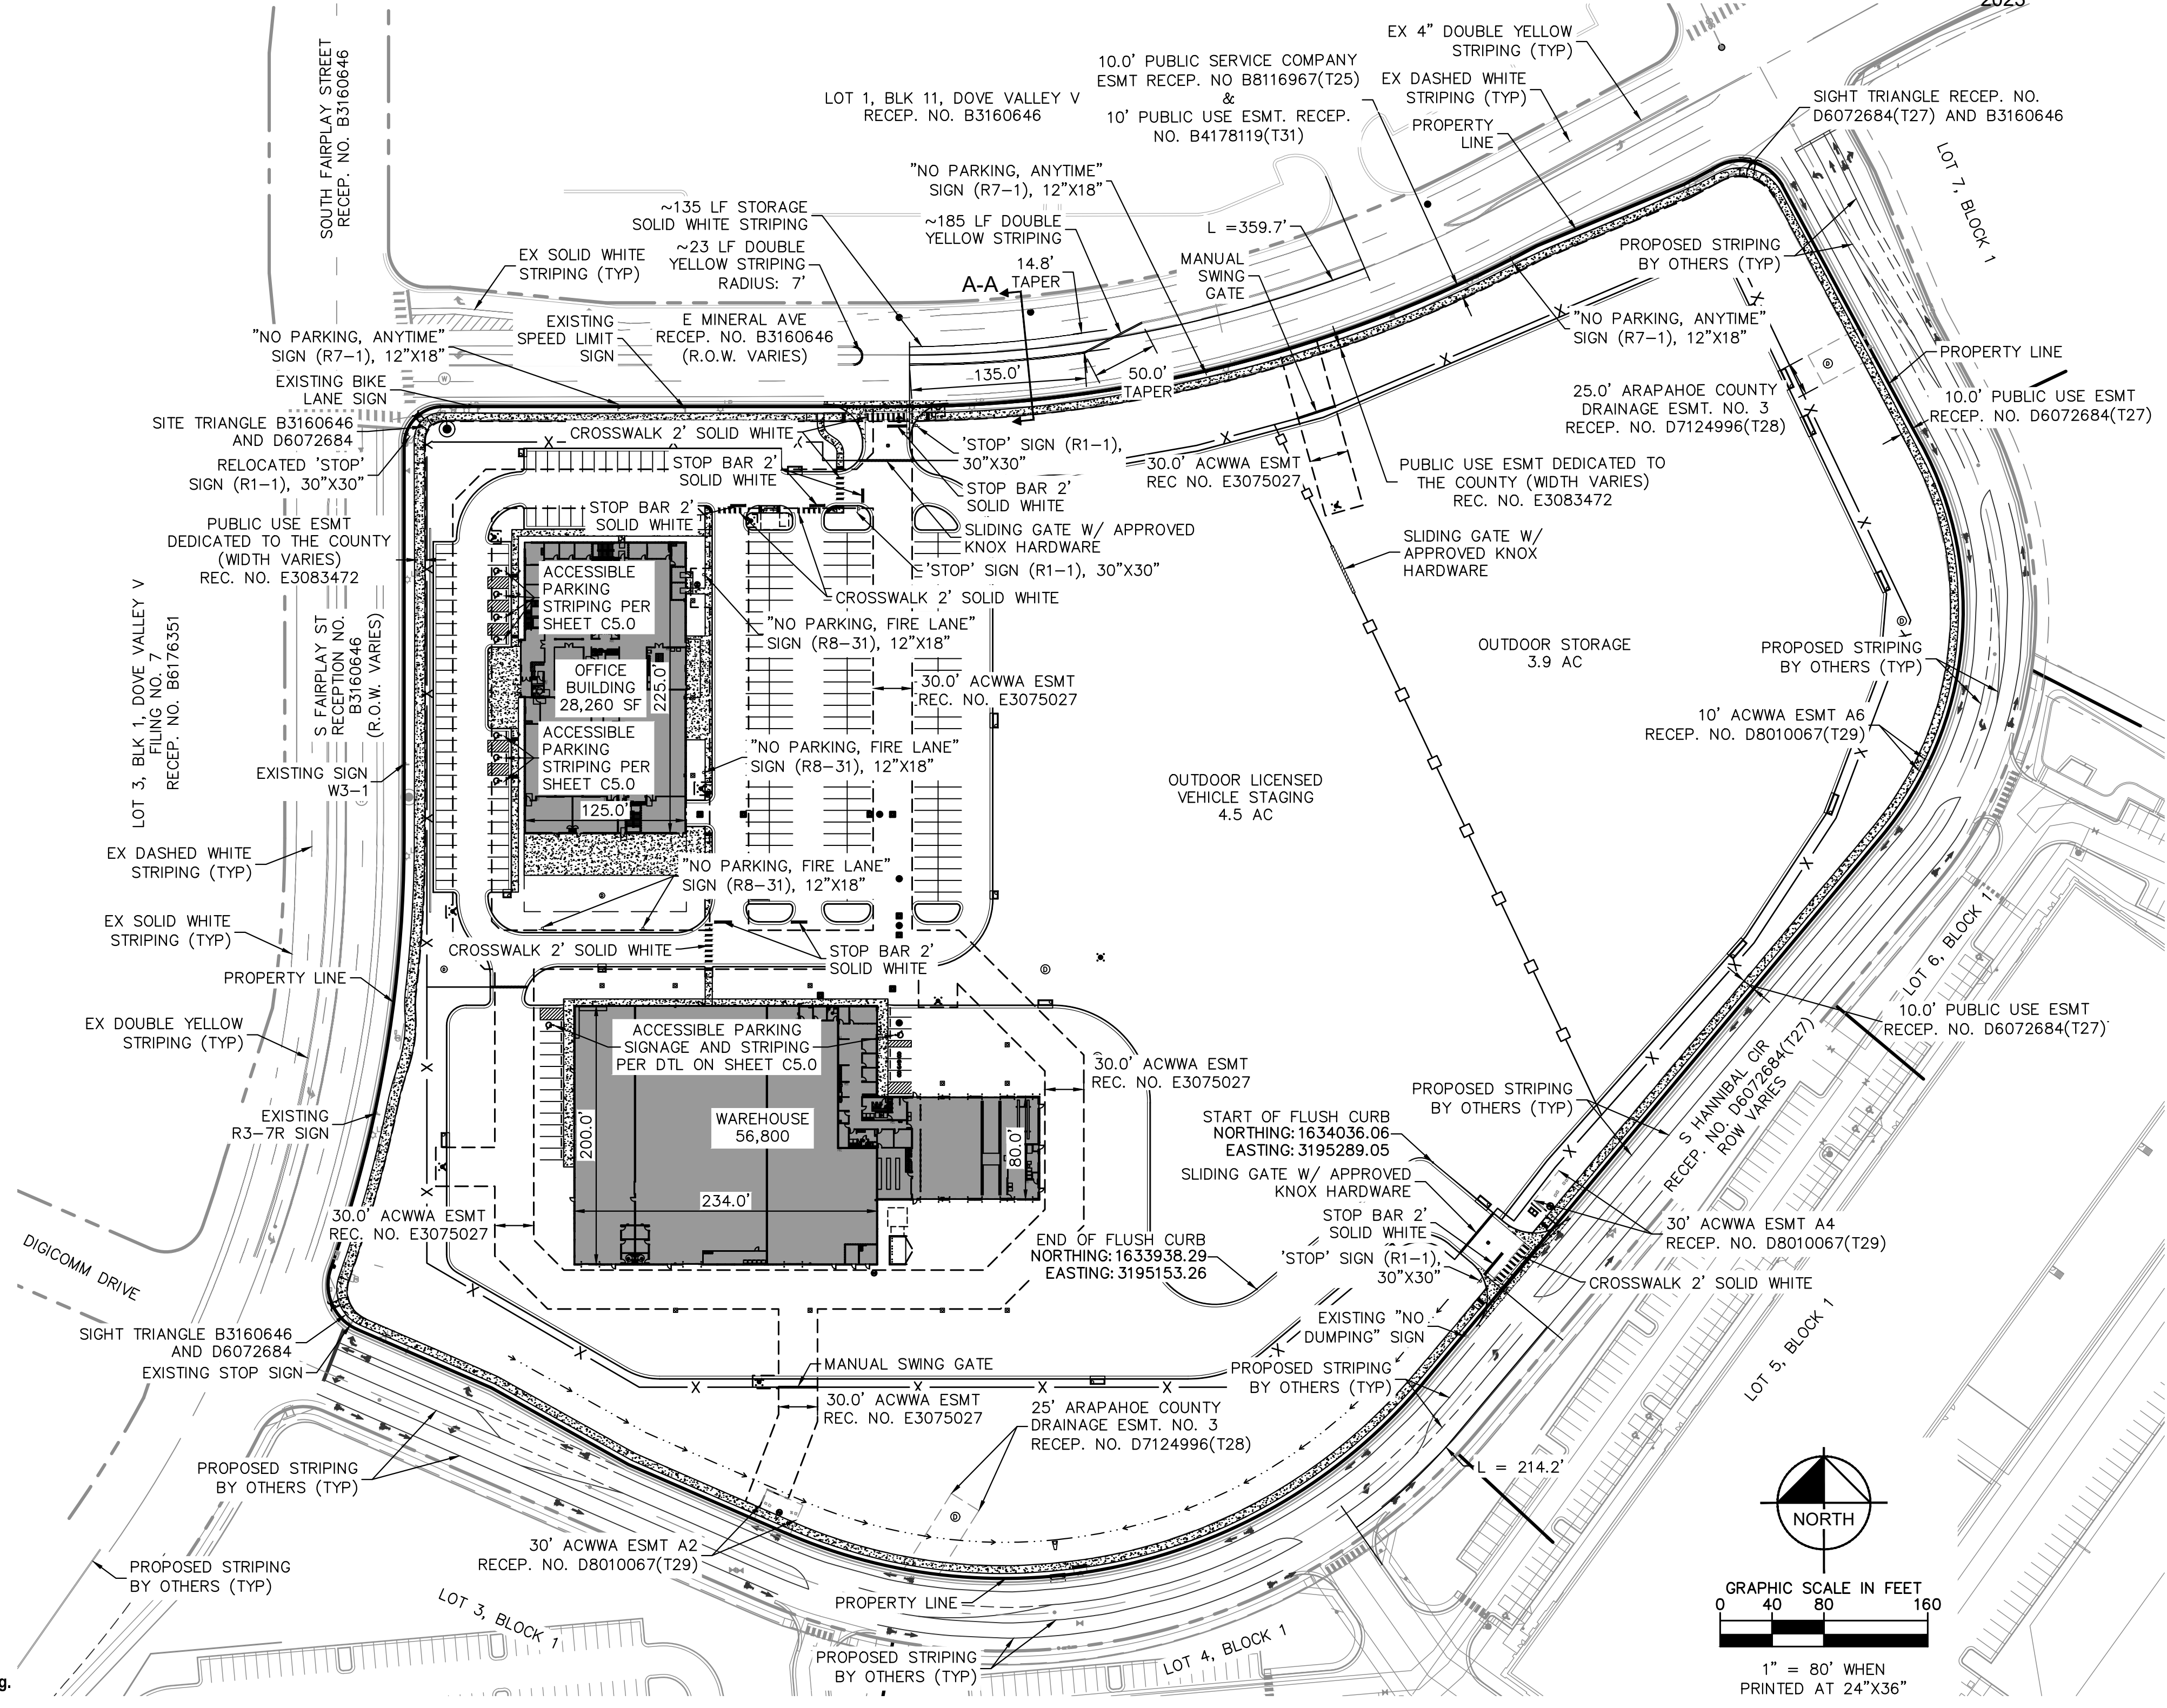 2023
SOUTH FAIRPLAY STREET
RECEP. NO. B3160646
LOT 1, BLK 11, DOVE VALLEY V
RECEP. NO. B3160646
10.0' PUBLIC SERVICE COMPANY
ESMT RECEP. NO B8116967(T25)
&
10' PUBLIC USE ESMT. RECEP.
NO. B4178119(T31)
EX 4" DOUBLE YELLOW
STRIPING (TYP)
EX DASHED WHITE
STRIPING (TYP)
PROPERTY
LINE
SIGHT TRIANGLE RECEP. NO.
D6072684(T27) AND B3160646
LOT 7, BLOCK 1
"NO PARKING, ANYTIME"
SIGN (R7-1), 12"X18"
~135 LF STORAGE
SOLID WHITE STRIPING
~185 LF DOUBLE
YELLOW STRIPING
L =359.7'
~23 LF DOUBLE
YELLOW STRIPING
RADIUS: 7'
EX SOLID WHITE
STRIPING (TYP)
14.8'
TAPER
A-A
MANUAL
SWING
GATE
PROPOSED STRIPING
BY OTHERS (TYP)
"NO PARKING, ANYTIME"
SIGN (R7-1), 12"X18"
EXISTING
SPEED LIMIT
SIGN
E MINERAL AVE
RECEP. NO. B3160646
(R.O.W. VARIES)
"NO PARKING, ANYTIME"
SIGN (R7-1), 12"X18"
PROPERTY LINE
EXISTING BIKE
LANE SIGN
W
135.0'
50.0'
TAPER
25.0' ARAPAHOE COUNTY
DRAINAGE ESMT. NO. 3
RECEP. NO. D7124996(T28)
10.0' PUBLIC USE ESMT
RECEP. NO. D6072684(T27)
SITE TRIANGLE B3160646
AND D6072684
CROSSWALK 2' SOLID WHITE
'STOP' SIGN (R1-1),
30"X30"
RELOCATED 'STOP'
SIGN (R1-1), 30"X30"
STOP BAR 2'
SOLID WHITE
30.0' ACWWA ESMT
REC NO. E3075027
PUBLIC USE ESMT DEDICATED TO
THE COUNTY (WIDTH VARIES)
REC. NO. E3083472
STOP BAR 2'
SOLID WHITE
STOP BAR 2'
SOLID WHITE
PUBLIC USE ESMT
DEDICATED TO THE COUNTY
(WIDTH VARIES)
REC. NO. E3083472
SLIDING GATE W/ APPROVED
KNOX HARDWARE
SLIDING GATE W/
APPROVED KNOX
HARDWARE
'STOP' SIGN (R1-1), 30"X30"
ACCESSIBLE
PARKING
STRIPING PER
SHEET C5.0
CROSSWALK 2' SOLID WHITE
"NO PARKING, FIRE LANE"
SIGN (R8-31), 12"X18"
LOT 3, BLK 1, DOVE VALLEY V
FILING NO. 7
RECEP. NO. B6176351
S FAIRPLAY ST
RECEPTION NO.
B3160646
(R.O.W. VARIES)
OUTDOOR STORAGE
3.9 AC
PROPOSED STRIPING
BY OTHERS (TYP)
OFFICE
BUILDING
28,260 SF
225.0'
30.0' ACWWA ESMT
REC. NO. E3075027
10' ACWWA ESMT A6
RECEP. NO. D8010067(T29)
ACCESSIBLE
PARKING
STRIPING PER
SHEET C5.0
"NO PARKING, FIRE LANE"
SIGN (R8-31), 12"X18"
EXISTING SIGN
W3-1
125.0'
OUTDOOR LICENSED
VEHICLE STAGING
4.5 AC
EX DASHED WHITE
STRIPING (TYP)
"NO PARKING, FIRE LANE"
SIGN (R8-31), 12"X18"
EX SOLID WHITE
STRIPING (TYP)
CROSSWALK 2' SOLID WHITE
STOP BAR 2'
SOLID WHITE
LOT 6, BLOCK 1
PROPERTY LINE
10.0' PUBLIC USE ESMT
RECEP. NO. D6072684(T27)
EX DOUBLE YELLOW
STRIPING (TYP)
ACCESSIBLE PARKING
SIGNAGE AND STRIPING
PER DTL ON SHEET C5.0
30.0' ACWWA ESMT
REC. NO. E3075027
S HANNIBAL CIR
RECEP. NO. D6072684(T27)
ROW VARIES
PROPOSED STRIPING
BY OTHERS (TYP)
EXISTING
R3-7R SIGN
WAREHOUSE
56,800
200.0'
80.0'
234.0'
START OF FLUSH CURB
NORTHING: 1634036.06
EASTING: 3195289.05
SLIDING GATE W/ APPROVED
KNOX HARDWARE
STOP BAR 2'
SOLID WHITE
30.0' ACWWA ESMT
REC. NO. E3075027
END OF FLUSH CURB
NORTHING: 1633938.29
EASTING: 3195153.26
'STOP' SIGN (R1-1),
30"X30"
30' ACWWA ESMT A4
RECEP. NO. D8010067(T29)
CROSSWALK 2' SOLID WHITE
DIGICOMM DRIVE
EXISTING "NO
DUMPING" SIGN
SIGHT TRIANGLE B3160646
AND D6072684
EXISTING STOP SIGN
MANUAL SWING GATE
PROPOSED STRIPING
BY OTHERS (TYP)
LOT 5, BLOCK 1
30.0' ACWWA ESMT
REC. NO. E3075027
25' ARAPAHOE COUNTY
DRAINAGE ESMT. NO. 3
RECEP. NO. D7124996(T28)
PROPOSED STRIPING
BY OTHERS (TYP)
L = 214.2'
30' ACWWA ESMT A2
RECEP. NO. D8010067(T29)
PROPOSED STRIPING
BY OTHERS (TYP)
PROPERTY LINE
LOT 3, BLOCK 1
LOT 4, BLOCK 1
PROPOSED STRIPING
BY OTHERS (TYP)
NORTH
GRAPHIC SCALE IN FEET
0 40 80 160
1" = 80' WHEN
PRINTED AT 24"X36"
g.